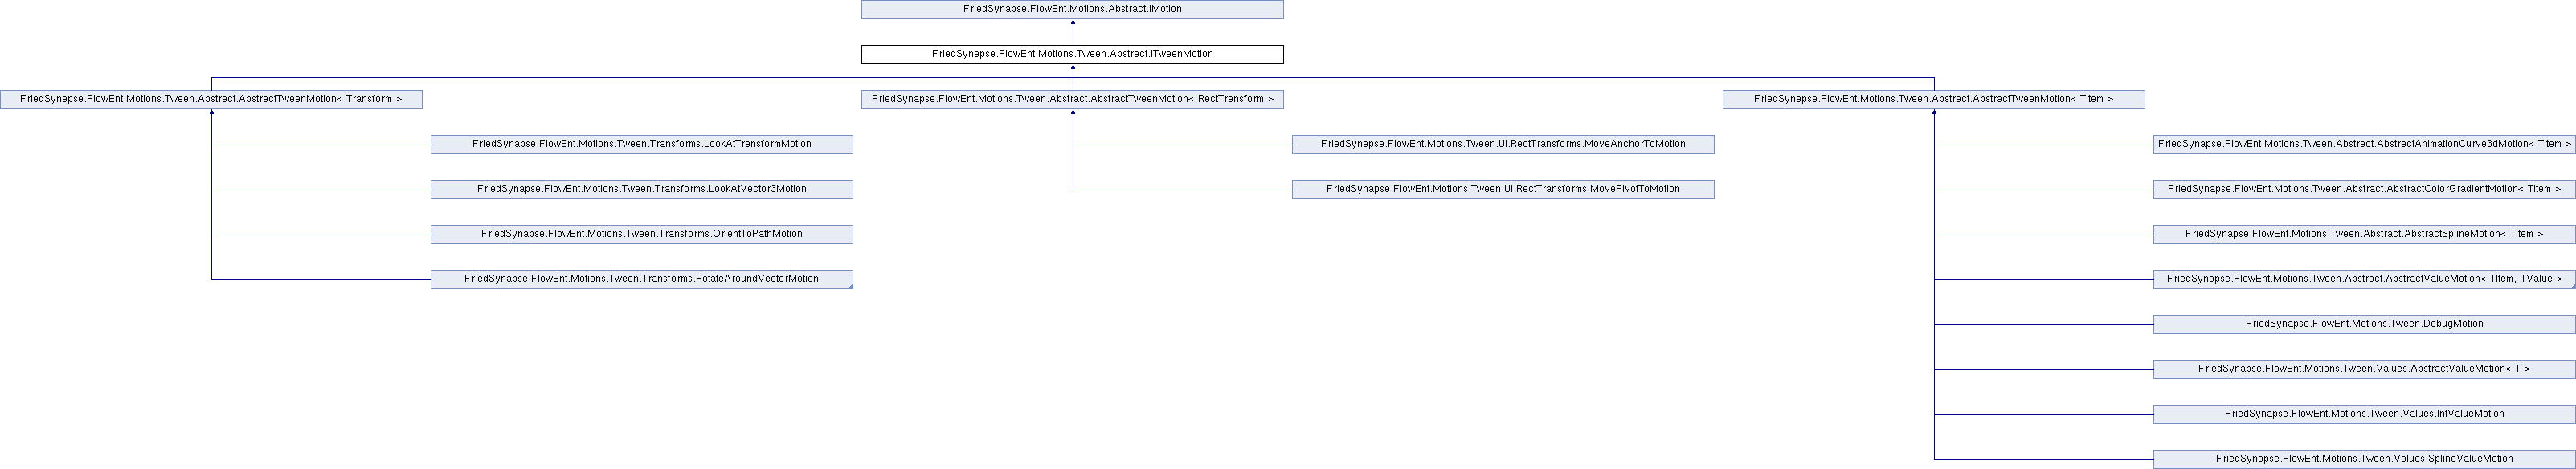 FriedSynapse.FlowEnt.Motions.Abstract.IMotion
FriedSynapse.FlowEnt.Motions.Tween.Abstract.ITweenMotion
FriedSynapse.FlowEnt.Motions.Tween.Abstract.AbstractTweenMotion< Transform >
FriedSynapse.FlowEnt.Motions.Tween.Abstract.AbstractTweenMotion< RectTransform >
FriedSynapse.FlowEnt.Motions.Tween.Abstract.AbstractTweenMotion< TItem >
FriedSynapse.FlowEnt.Motions.Tween.Transforms.LookAtTransformMotion
FriedSynapse.FlowEnt.Motions.Tween.UI.RectTransforms.MoveAnchorToMotion
FriedSynapse.FlowEnt.Motions.Tween.Abstract.AbstractAnimationCurve3dMotion< TItem >
FriedSynapse.FlowEnt.Motions.Tween.Transforms.LookAtVector3Motion
FriedSynapse.FlowEnt.Motions.Tween.UI.RectTransforms.MovePivotToMotion
FriedSynapse.FlowEnt.Motions.Tween.Abstract.AbstractColorGradientMotion< TItem >
FriedSynapse.FlowEnt.Motions.Tween.Transforms.OrientToPathMotion
FriedSynapse.FlowEnt.Motions.Tween.Abstract.AbstractSplineMotion< TItem >
FriedSynapse.FlowEnt.Motions.Tween.Transforms.RotateAroundVectorMotion
FriedSynapse.FlowEnt.Motions.Tween.Abstract.AbstractValueMotion< TItem, TValue >
FriedSynapse.FlowEnt.Motions.Tween.DebugMotion
FriedSynapse.FlowEnt.Motions.Tween.Values.AbstractValueMotion< T >
FriedSynapse.FlowEnt.Motions.Tween.Values.IntValueMotion
FriedSynapse.FlowEnt.Motions.Tween.Values.SplineValueMotion